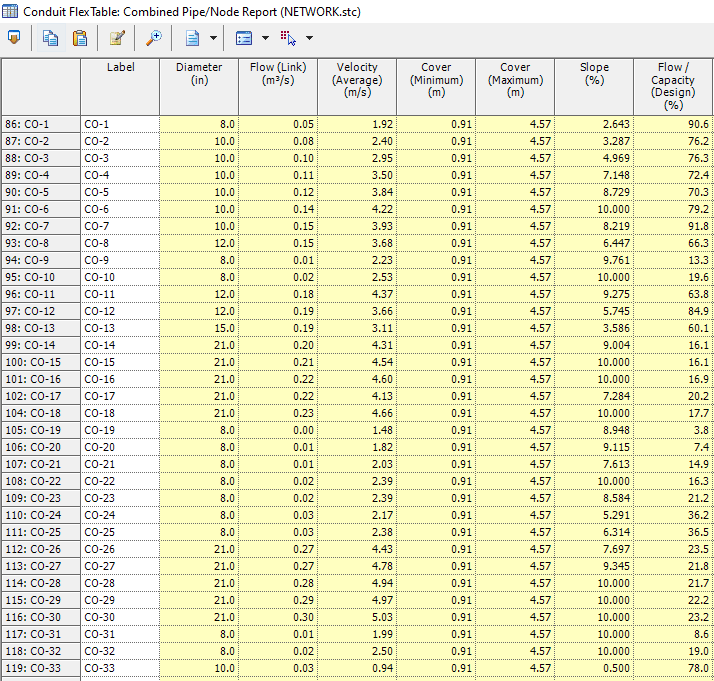 Conduit FlexTable: Combined Pipe/Node Report (NETWORK.stc)
Label Diameter (in) Flow (Link) (m³/s) Velocity (Average) (m/s) Cover (Minimum) (m) Cover (Maximum) (m) Slope (%) Flow / Capacity (Design) (%)
86: CO-1 CO-1 8.0 0.05 1.92 0.91 4.57 2.643 90.6
87: CO-2 CO-2 10.0 0.08 2.40 0.91 4.57 3.287 76.2
88: CO-3 CO-3 10.0 0.10 2.95 0.91 4.57 4.969 76.3
89: CO-4 CO-4 10.0 0.11 3.50 0.91 4.57 7.148 72.4
90: CO-5 CO-5 10.0 0.12 3.84 0.91 4.57 8.729 70.3
91: CO-6 CO-6 10.0 0.14 4.22 0.91 4.57 10.000 79.2
92: CO-7 CO-7 10.0 0.15 3.93 0.91 4.57 8.219 91.8
93: CO-8 CO-8 12.0 0.15 3.68 0.91 4.57 6.447 66.3
94: CO-9 CO-9 8.0 0.01 2.23 0.91 4.57 9.761 13.3
95: CO-10 CO-10 8.0 0.02 2.53 0.91 4.57 10.000 19.6
96: CO-11 CO-11 12.0 0.18 4.37 0.91 4.57 9.275 63.8
97: CO-12 CO-12 12.0 0.19 3.66 0.91 4.57 5.745 84.9
98: CO-13 CO-13 15.0 0.19 3.11 0.91 4.57 3.586 60.1
99: CO-14 CO-14 21.0 0.20 4.31 0.91 4.57 9.004 16.1
100: CO-15 CO-15 21.0 0.21 4.54 0.91 4.57 10.000 16.1
101: CO-16 CO-16 21.0 0.22 4.60 0.91 4.57 10.000 16.9
102: CO-17 CO-17 21.0 0.22 4.13 0.91 4.57 7.284 20.2
104: CO-18 CO-18 21.0 0.23 4.66 0.91 4.57 10.000 17.7
105: CO-19 CO-19 8.0 0.00 1.48 0.91 4.57 8.948 3.8
106: CO-20 CO-20 8.0 0.01 1.82 0.91 4.57 9.115 7.4
107: CO-21 CO-21 8.0 0.01 2.03 0.91 4.57 7.613 14.9
108: CO-22 CO-22 8.0 0.02 2.39 0.91 4.57 10.000 16.3
109: CO-23 CO-23 8.0 0.02 2.39 0.91 4.57 8.584 21.2
110: CO-24 CO-24 8.0 0.03 2.17 0.91 4.57 5.291 36.2
111: CO-25 CO-25 8.0 0.03 2.38 0.91 4.57 6.314 36.5
112: CO-26 CO-26 21.0 0.27 4.43 0.91 4.57 7.697 23.5
113: CO-27 CO-27 21.0 0.27 4.78 0.91 4.57 9.345 21.8
114: CO-28 CO-28 21.0 0.28 4.94 0.91 4.57 10.000 21.7
115: CO-29 CO-29 21.0 0.29 4.97 0.91 4.57 10.000 22.2
116: CO-30 CO-30 21.0 0.30 5.03 0.91 4.57 10.000 23.2
117: CO-31 CO-31 8.0 0.01 1.99 0.91 4.57 10.000 8.6
118: CO-32 CO-32 8.0 0.02 2.50 0.91 4.57 10.000 19.0
119: CO-33 CO-33 10.0 0.03 0.94 0.91 4.57 0.500 78.0